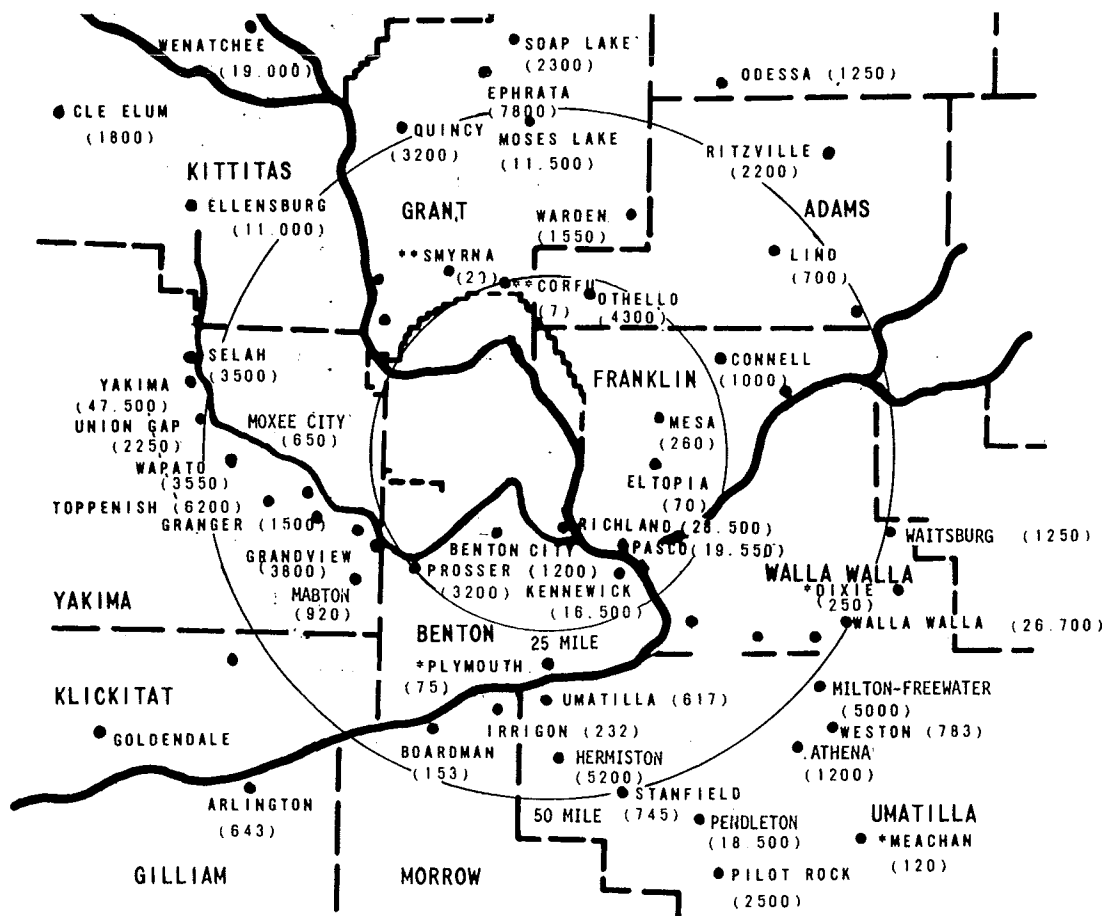 WENATCHEE
(19.000)
SOAP LAKE
(2300)
ODESSA (1250)
EPHRATA
(7800)
CLE ELUM
(1800)
QUINCY
(3200)
MOSES LAKE
(11.500)
RITZVILLE
(2200)
KITTITAS
ELLENSBURG
(11.000)
GRANT
WARDEN
(1550)
ADAMS
**SMYRNA
**CORFU
(7)
OTHELLO
(4300)
LIND
(700)
SELAH
(3500)
YAKIMA
(47.500)
UNION GAP
(2250)
MOXEE CITY
(650)
FRANKLIN
CONNELL
(1000)
MESA
(260)
ELTOPIA
(70)
WAPATO
(3550)
TOPPENISH (6200)
GRANGER (1500)
GRANDVIEW
(3800)
MABTON
(920)
RICHLAND (28.500)
PASCO (19.550)
BENTON CITY
(1200)
PROSSER
(3200)
KENNEWICK
(16.500)
WAITSBURG (1250)
WALLA WALLA
*DIXIE
(250)
WALLA WALLA (26.700)
YAKIMA
BENTON
25 MILE
*PLYMOUTH
(75)
UMATILLA (617)
MILTON-FREEWATER
(5000)
KLICKITAT
GOLDENDALE
IRRIGON (232)
BOARDMAN
(153)
HERMISTON
(5200)
WESTON (783)
ATHENA
(1200)
ARLINGTON
(643)
STANFIELD
(745)
50 MILE
PENDLETON
(18.500)
UMATILLA
*MEACHAN
(120)
GILLIAM
MORROW
PILOT ROCK
(2500)